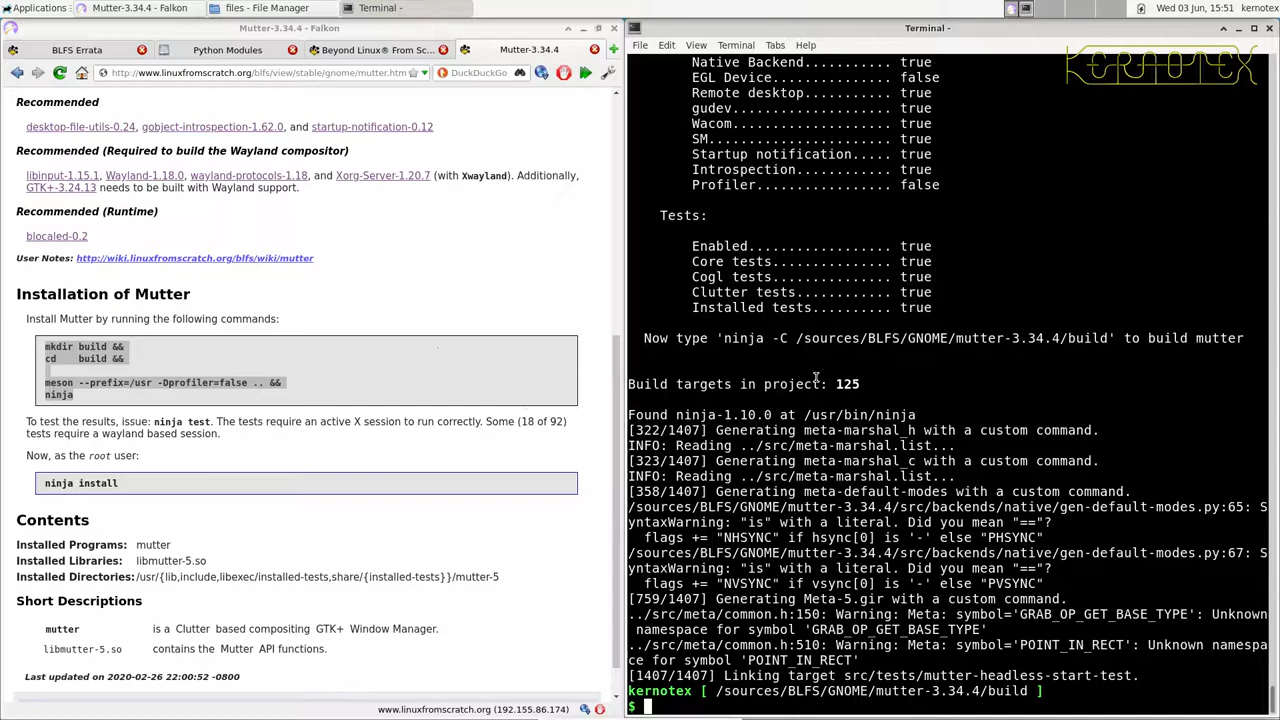 Applications
Mutter-3.34.4 - Falkon
files - File Manager
Terminal -
Wed 03 Jun, 15:51
kernotex
Mutter-3.34.4 - Falkon
BLFS Errata
Python Modules
Beyond Linux® From Sc...
Mutter-3.34.4
http://www.linuxfromscratch.org/blfs/view/stable/gnome/mutter.htm
DuckDuckGo
Recommended
desktop-file-utils-0.24, gobject-introspection-1.62.0, and startup-notification-0.12
Recommended (Required to build the Wayland compositor)
libinput-1.15.1, Wayland-1.18.0, wayland-protocols-1.18, and Xorg-Server-1.20.7 (with Xwayland). Additionally,
GTK+-3.24.13 needs to be built with Wayland support.
Recommended (Runtime)
blocaled-0.2
User Notes: http://wiki.linuxfromscratch.org/blfs/wiki/mutter
Installation of Mutter
Install Mutter by running the following commands:
mkdir build &&
cd    build &&
meson --prefix=/usr -Dprofiler=false .. &&
ninja
To test the results, issue: ninja test. The tests require an active X session to run correctly. Some (18 of 92)
tests require a wayland based session.
Now, as the root user:
ninja install
Contents
Installed Programs: mutter
Installed Libraries: libmutter-5.so
Installed Directories: /usr/{lib,include,libexec/installed-tests,share/{installed-tests}}/mutter-5
Short Descriptions
mutter is a Clutter based compositing GTK+ Window Manager.
libmutter-5.so contains the Mutter API functions.
Last updated on 2020-02-26 22:00:52 -0800
www.linuxfromscratch.org (192.155.86.174)
Terminal -
File Edit View Terminal Tabs Help
KERNOTEX
Native Backend........... true
EGL Device............... false
Remote desktop........... true
gudev.................... true
Wacom.................... true
SM....................... true
Startup notification..... true
Introspection............ true
Profiler................. false
Tests:
Enabled.................. true
Core tests............... true
Cogl tests............... true
Clutter tests............ true
Installed tests.......... true
Now type 'ninja -C /sources/BLFS/GNOME/mutter-3.34.4/build' to build mutter
Build targets in project: 125
Found ninja-1.10.0 at /usr/bin/ninja
[322/1407] Generating meta-marshal_h with a custom command.
INFO: Reading ../src/meta-marshal.list...
[323/1407] Generating meta-marshal_c with a custom command.
INFO: Reading ../src/meta-marshal.list...
[358/1407] Generating meta-default-modes with a custom command.
/sources/BLFS/GNOME/mutter-3.34.4/src/backends/native/gen-default-modes.py:65: S
yntaxWarning: "is" with a literal. Did you mean "=="?
flags += "NHSYNC" if hsync[0] is '-' else "PHSYNC"
/sources/BLFS/GNOME/mutter-3.34.4/src/backends/native/gen-default-modes.py:67: S
yntaxWarning: "is" with a literal. Did you mean "=="?
flags += "NVSYNC" if vsync[0] is '-' else "PVSYNC"
[759/1407] Generating Meta-5.gir with a custom command.
../src/meta/common.h:150: Warning: Meta: symbol='GRAB_OP_GET_BASE_TYPE': Unknown
namespace for symbol 'GRAB_OP_GET_BASE_TYPE'
../src/meta/common.h:510: Warning: Meta: symbol='POINT_IN_RECT': Unknown namespa
ce for symbol 'POINT_IN_RECT'
[1407/1407] Linking target src/tests/mutter-headless-start-test.
kernotex [ /sources/BLFS/GNOME/mutter-3.34.4/build ]
$